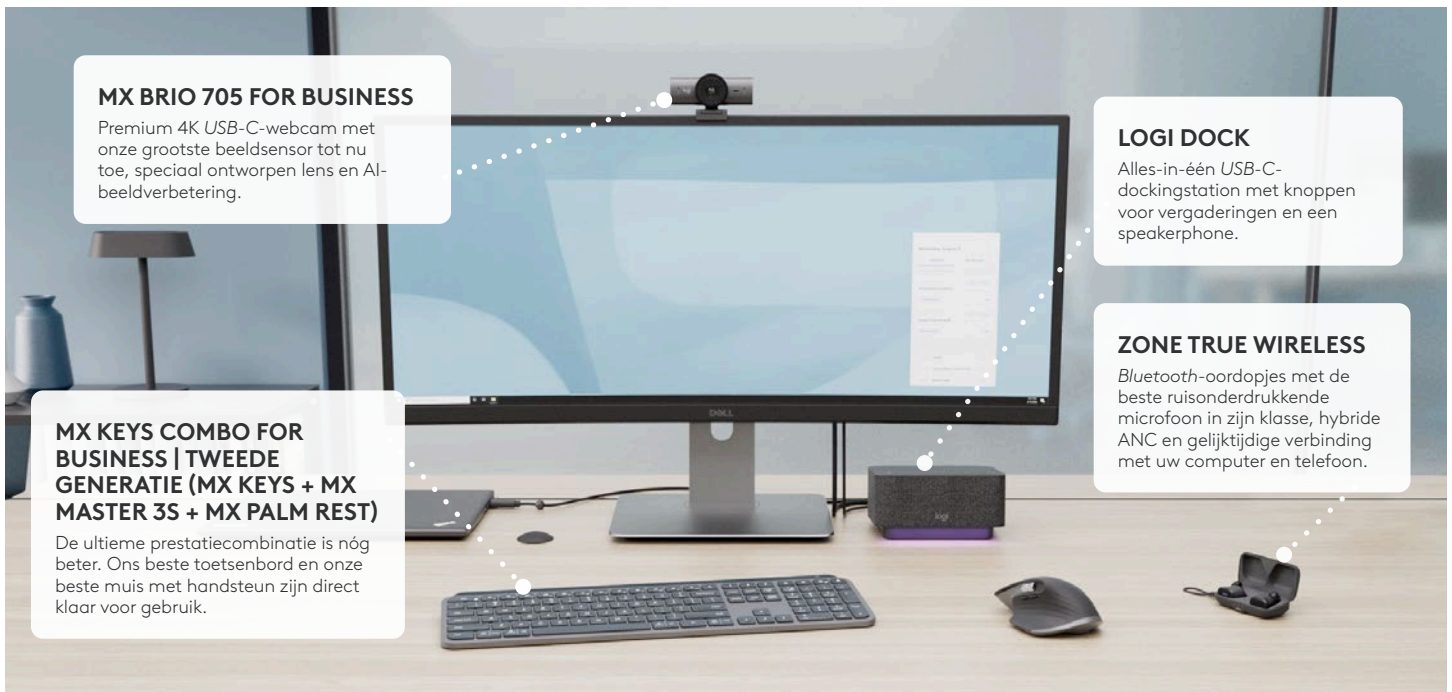 MX BRIO 705 FOR BUSINESS
Premium 4K USB-C-webcam met
onze grootste beeldsensor tot nu
toe, speciaal ontworpen lens en AI-
beeldverbetering.
LOGI DOCK
Alles-in-één USB-C-
dockingstation met knoppen
voor vergaderingen en een
speakerphone.
ZONE TRUE WIRELESS
Bluetooth-oordopjes met de
beste ruisonderdrukkende
microfoon in zijn klasse, hybride
ANC en gelijktijdige verbinding
met uw computer en telefoon.
MX KEYS COMBO FOR
BUSINESS | TWEEDE
GENERATIE (MX KEYS + MX
MASTER 3S + MX PALM REST)
De ultieme prestatiecombinatie is nóg
beter. Ons beste toetsenbord en onze
beste muis met handsteun zijn direct
klaar voor gebruik.
DELL
logi